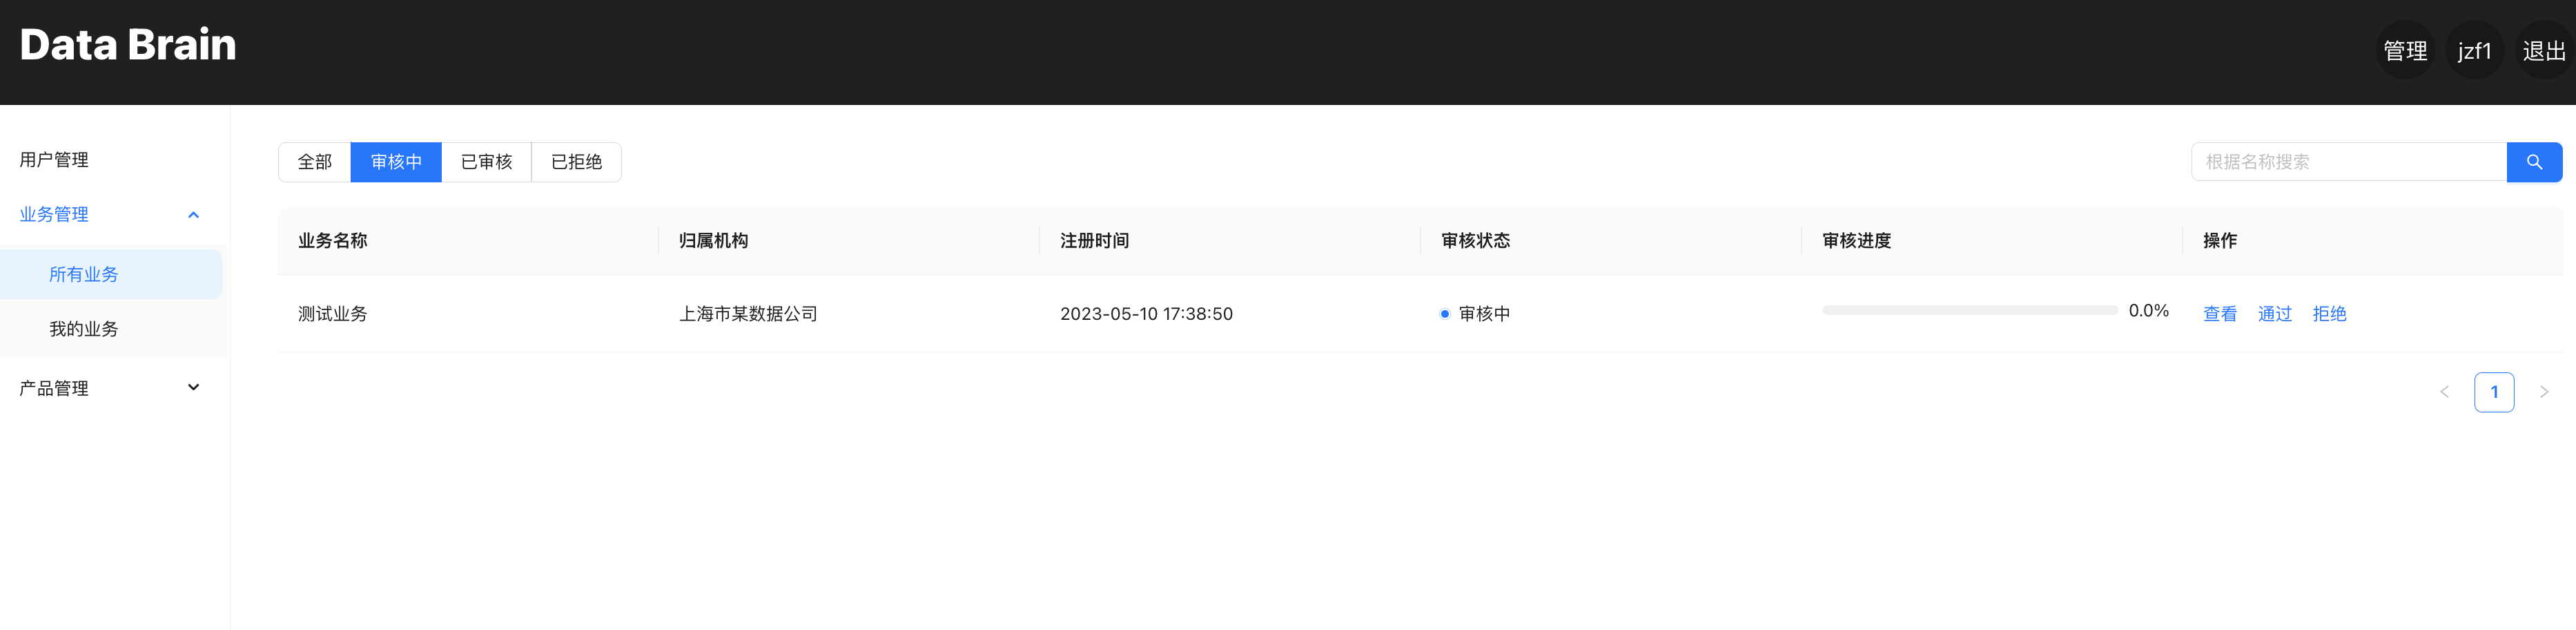 Data Brain
管理 jzf1 退出
用户管理
业务管理
所有业务
我的业务
产品管理
全部 审核中 已审核 已拒绝
根据名称搜索
业务名称 归属机构 注册时间 审核状态 审核进度 操作
测试业务 上海市某数据公司 2023-05-10 17:38:50 审核中 0.0% 查看 通过 拒绝
1